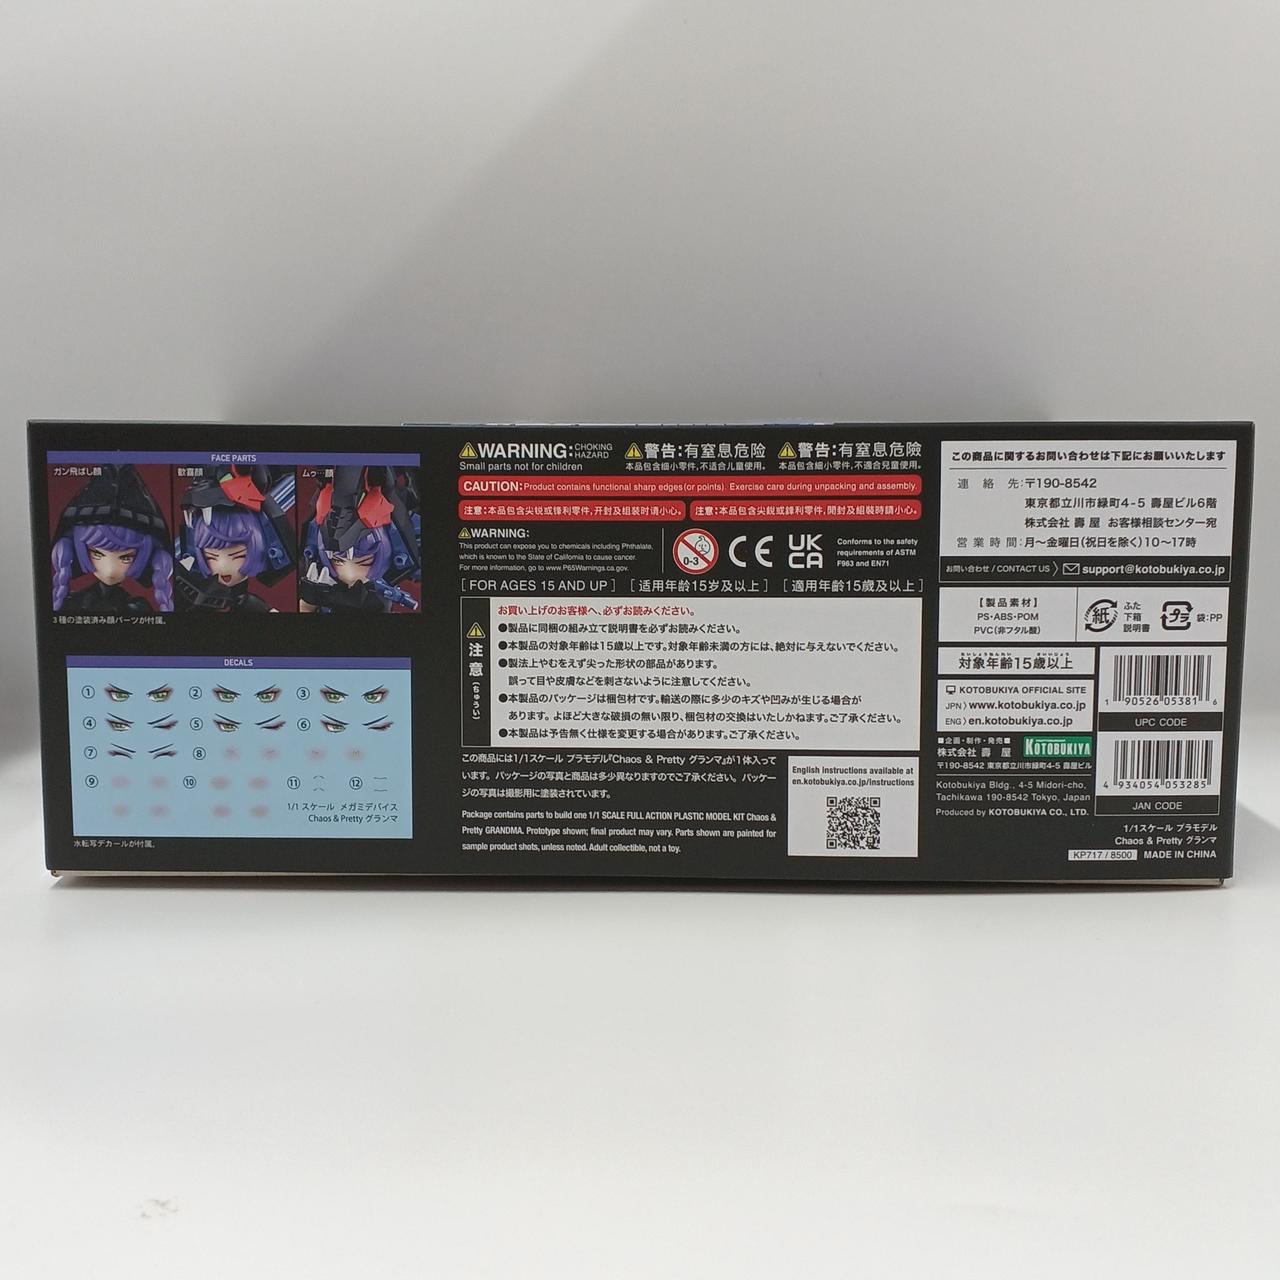 FACE PARTS
ガン飛ばし顔
歓喜顔
ムゥ…顔
3種の塗装済み顔パーツが付属。
DECALS
① ② ③
④ ⑤ ⑥
⑦ ⑧
⑨ ⑩ ⑪ ⑫
1/1 スケール メガミデバイス
Chaos & Pretty グランマ
水転写デカールが付属。
WARNING: CHOKING HAZARD
Small parts not for children
警告:有窒息危险
本品包含细小零件,不适合儿童使用。
警告:有窒息危險
本品包含細小零件,不適合兒童使用。
CAUTION: Product contains functional sharp edges(or points). Exercise care during unpacking and assembly.
注意:本品包含尖锐或锋利零件,开封及组装时请小心。
注意:本品包含尖銳或鋒利零件,開封及組裝時請小心。
WARNING:
This product can expose you to chemicals including Phthalate,
which is known to the State of California to cause cancer.
For more information, go to www.P65Warnings.ca.gov.
0-3
CE
UK
CA
Conforms to the safety
requirements of ASTM
F963 and EN71
[ FOR AGES 15 AND UP ] [ 适用年龄15岁及以上 ] [ 適用年齡15歲及以上 ]
注意(ちゅうい)
お買い上げのお客様へ、必ずお読みください。
●製品に同梱の組み立て説明書を必ずお読みください。
●本製品の対象年齢は15歳以上です。対象年齢未満の方には、絶対に与えないでください。
●製法上やむをえず尖った形状の部品があります。
誤って目や皮膚などを刺さないように注意してください。
●本製品のパッケージは梱包材です。輸送の際に多少のキズや凹みが生じる場合が
あります。よほど大きな破損の無い限り、梱包材の交換はいたしかねます。ご了承ください。
●本製品は予告無く仕様を変更する場合があります。ご了承ください。
この商品には1/1スケール プラモデル『Chaos & Pretty グランマ』が1体入って
います。パッケージの写真と商品は多少異なりますのでご了承ください。パッケー
ジの写真は撮影用に塗装されています。
Package contains parts to build one 1/1 SCALE FULL ACTION PLASTIC MODEL KIT Chaos &
Pretty GRANDMA. Prototype shown; final product may vary. Parts shown are painted for
sample product shots, unless noted. Adult collectible, not a toy.
English instructions available at
en.kotobukiya.co.jp/instructions
この商品に関するお問い合わせは下記にお願いいたします
連絡先:〒190-8542
東京都立川市緑町4-5 壽屋ビル6階
株式会社 壽屋 お客様相談センター宛
営業時間:月〜金曜日(祝日を除く)10〜17時
お問い合わせ / CONTACT US
support@kotobukiya.co.jp
【製品素材】
PS・ABS・POM
PVC(非フタル酸)
紙
ふた
下箱
説明書
プラ
袋:PP
対象年齢15歳以上
KOTOBUKIYA OFFICIAL SITE
JPN) www.kotobukiya.co.jp
ENG) en.kotobukiya.co.jp
■企画・制作・発売■
株式会社 壽屋
KOTOBUKIYA
〒190-8542 東京都立川市緑町4-5 壽屋ビル
Kotobukiya Bldg., 4-5 Midori-cho,
Tachikawa 190-8542 Tokyo, Japan
Produced by KOTOBUKIYA CO., LTD.
1 90526 05381 6
UPC CODE
4 934054 053285
JAN CODE
1/1スケール プラモデル
Chaos & Pretty グランマ
KP717 / 8500 MADE IN CHINA